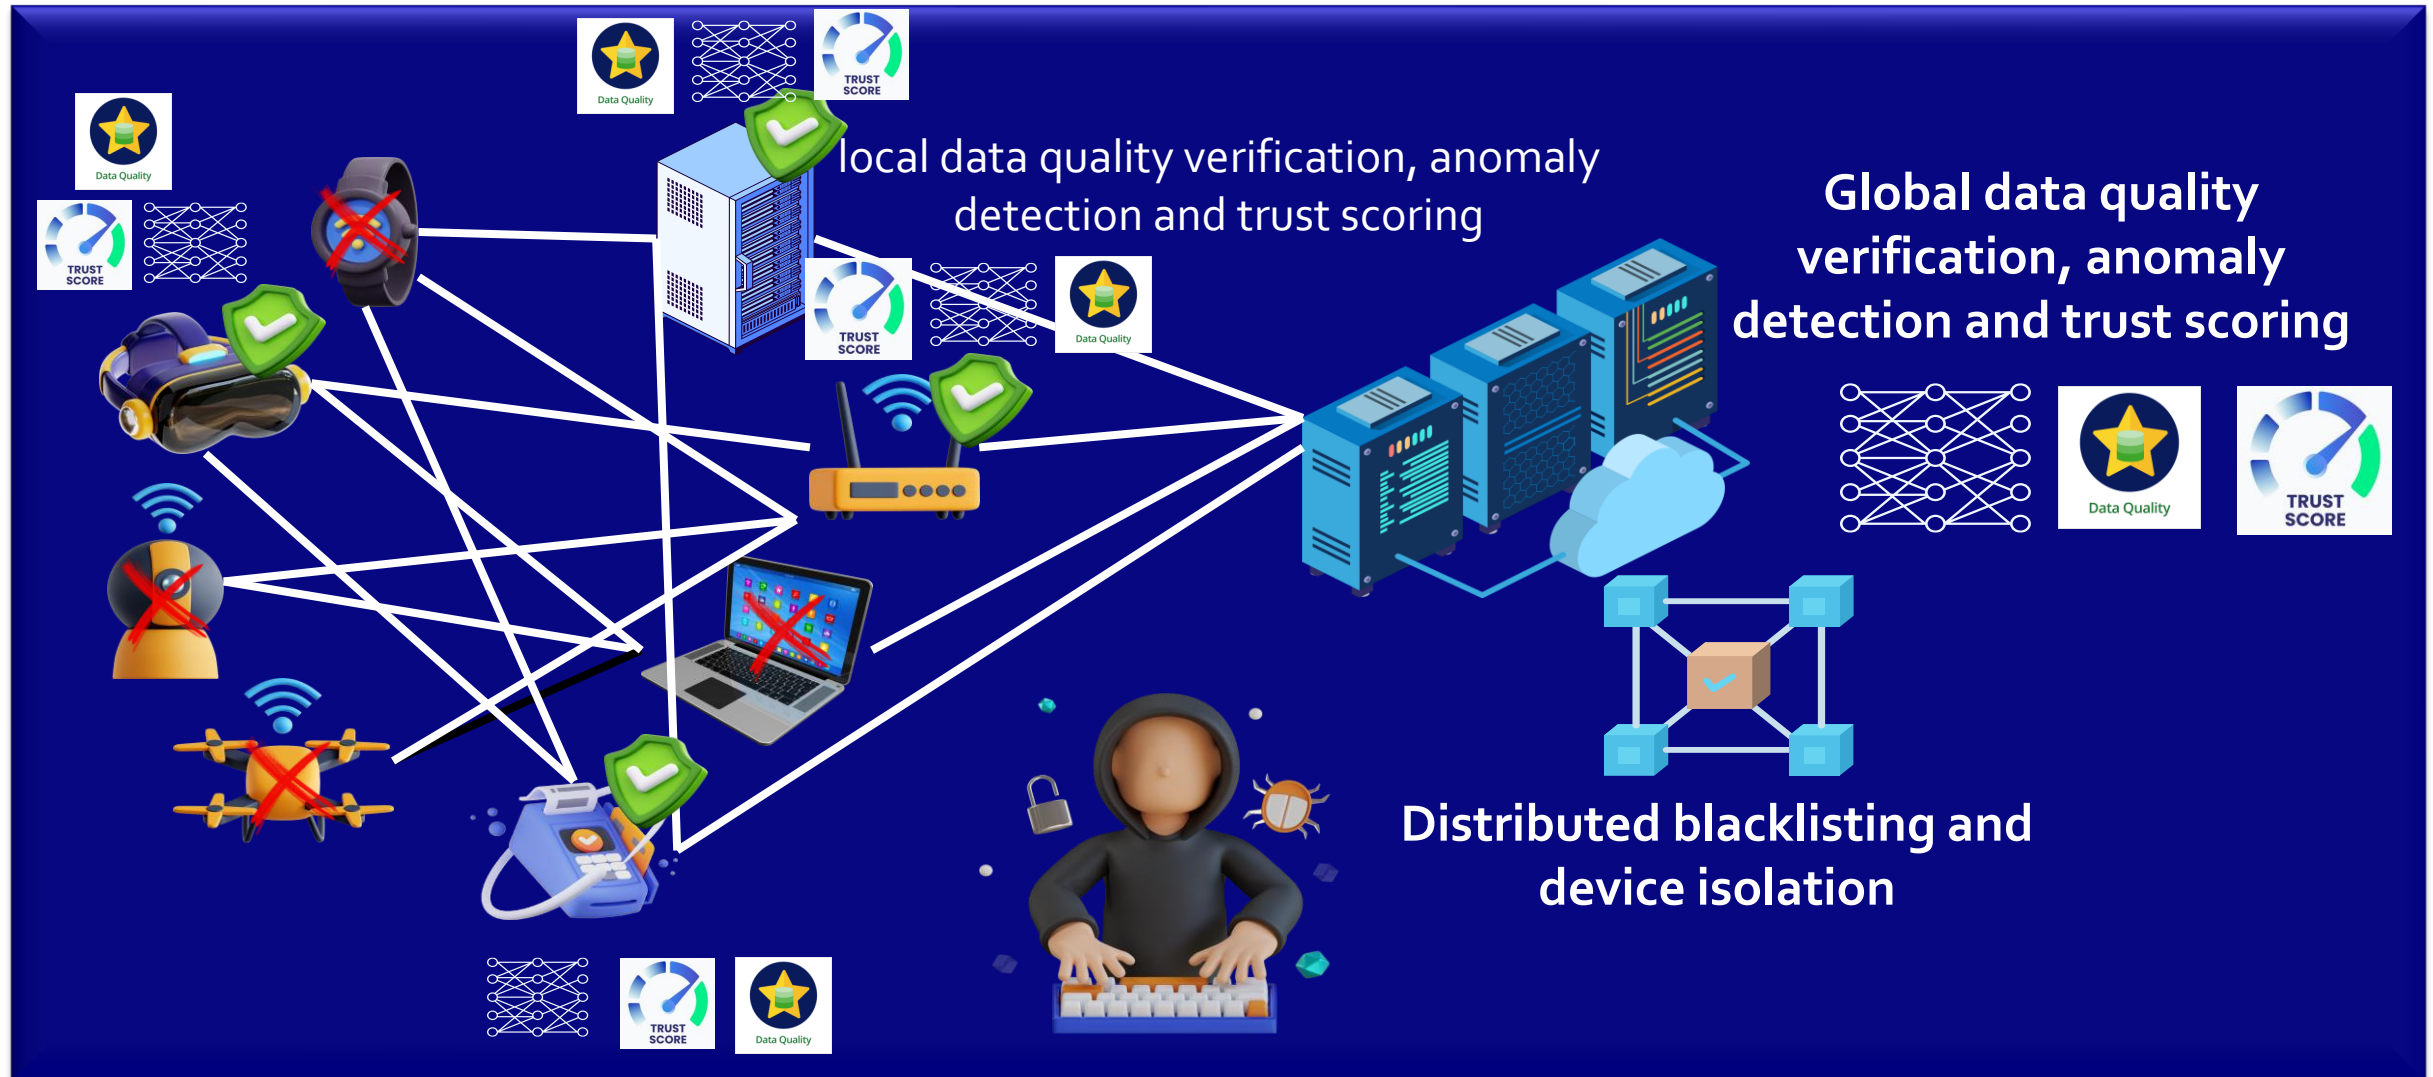 Data Quality
TRUST
SCORE
Data Quality
TRUST
SCORE
local data quality verification, anomaly
detection and trust scoring
TRUST
SCORE
Data Quality
Global data quality
verification, anomaly
detection and trust scoring
Data Quality
TRUST
SCORE
Distributed blacklisting and
device isolation
TRUST
SCORE
Data Quality